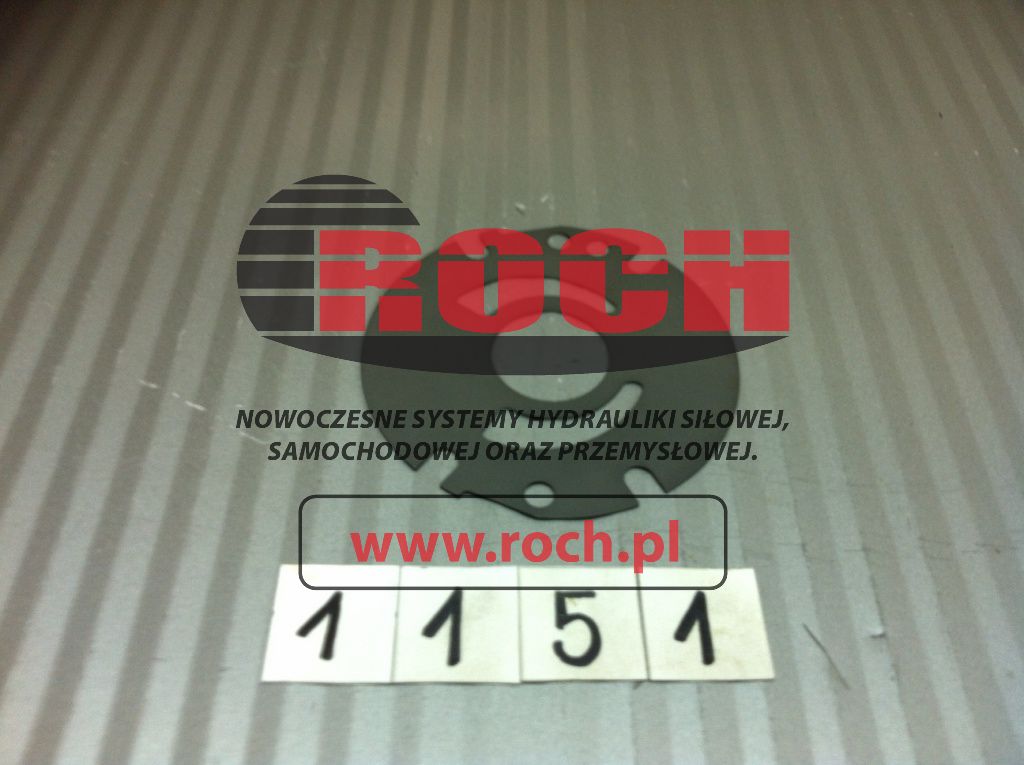 ROCH
NOWOCZESNE SYSTEMY HYDRAULIKI SIŁOWEJ,
SAMOCHODOWEJ ORAZ PRZEMYSŁOWEJ.
www.roch.pl
1 1 5 1